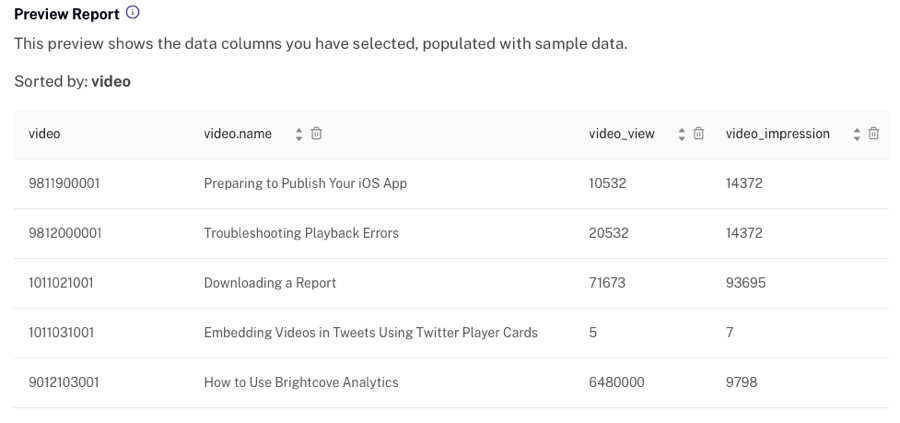 Preview Report
This preview shows the data columns you have selected, populated with sample data.
Sorted by: video
video video.name video_view video_impression
9811900001 Preparing to Publish Your iOS App 10532 14372
9812000001 Troubleshooting Playback Errors 20532 14372
1011021001 Downloading a Report 71673 93695
1011031001 Embedding Videos in Tweets Using Twitter Player Cards 5 7
9012103001 How to Use Brightcove Analytics 6480000 9798